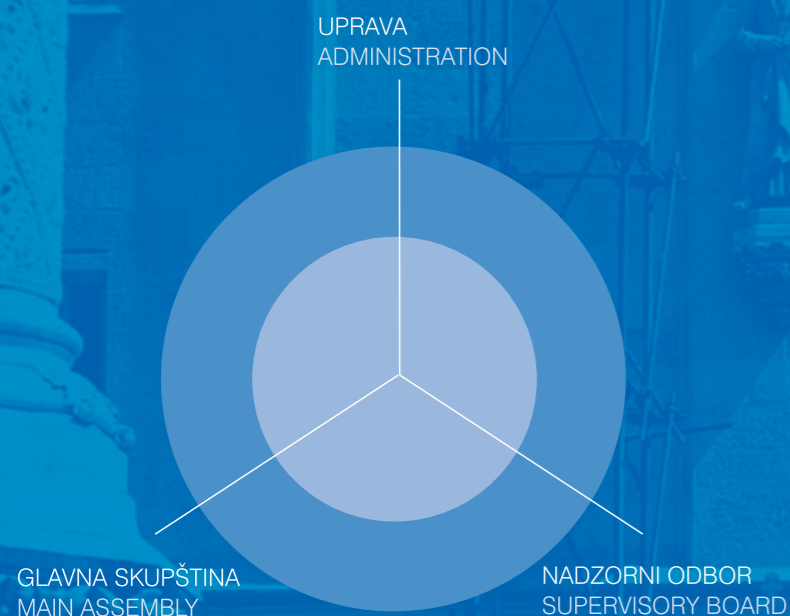 UPRAVA
ADMINISTRATION
GLAVNA SKUPŠTINA
MAIN ASSEMBLY
NADZORNI ODBOR
SUPERVISORY BOARD